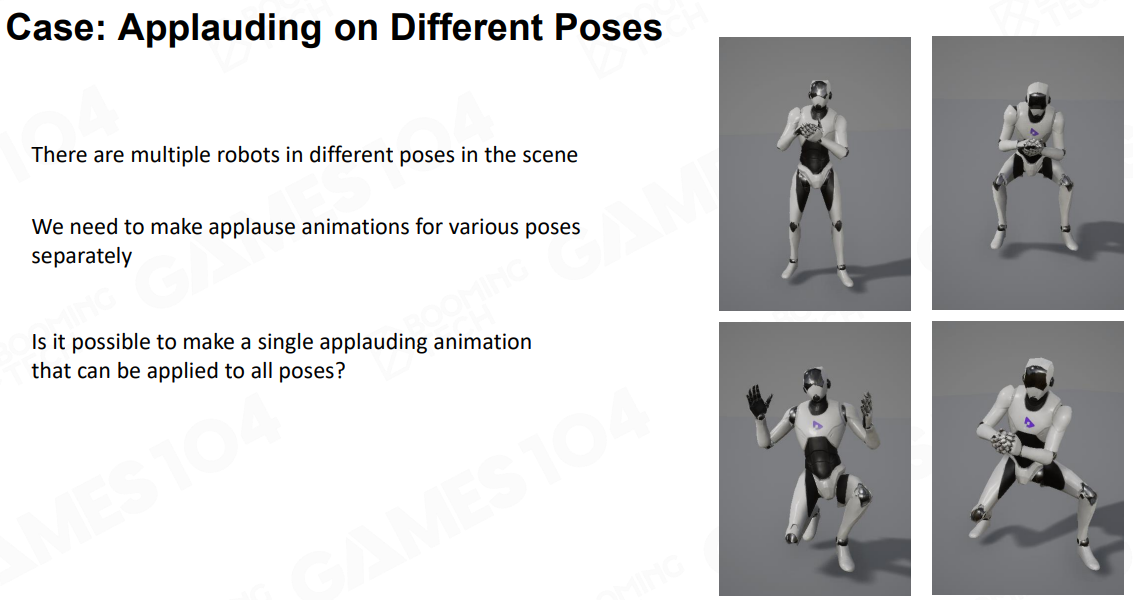 Case: Applauding on Different Poses
There are multiple robots in different poses in the scene
We need to make applause animations for various poses
separately
Is it possible to make a single applauding animation
that can be applied to all poses?
GAMES 104
BOOMING
TECH